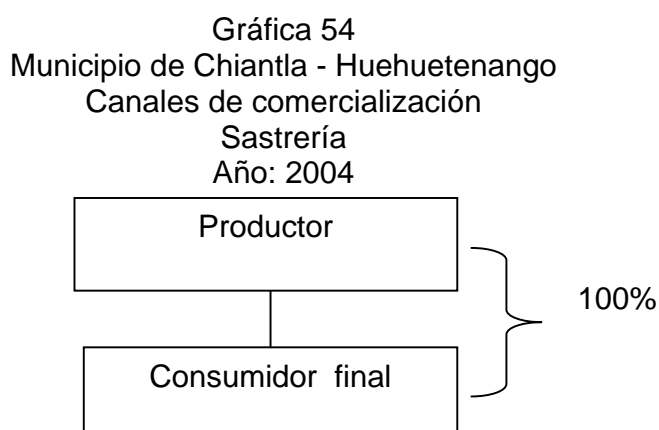 Gráfica 54
Municipio de Chiantla - Huehuetenango
Canales de comercialización
Sastrería
Año: 2004
Productor
100%
Consumidor final